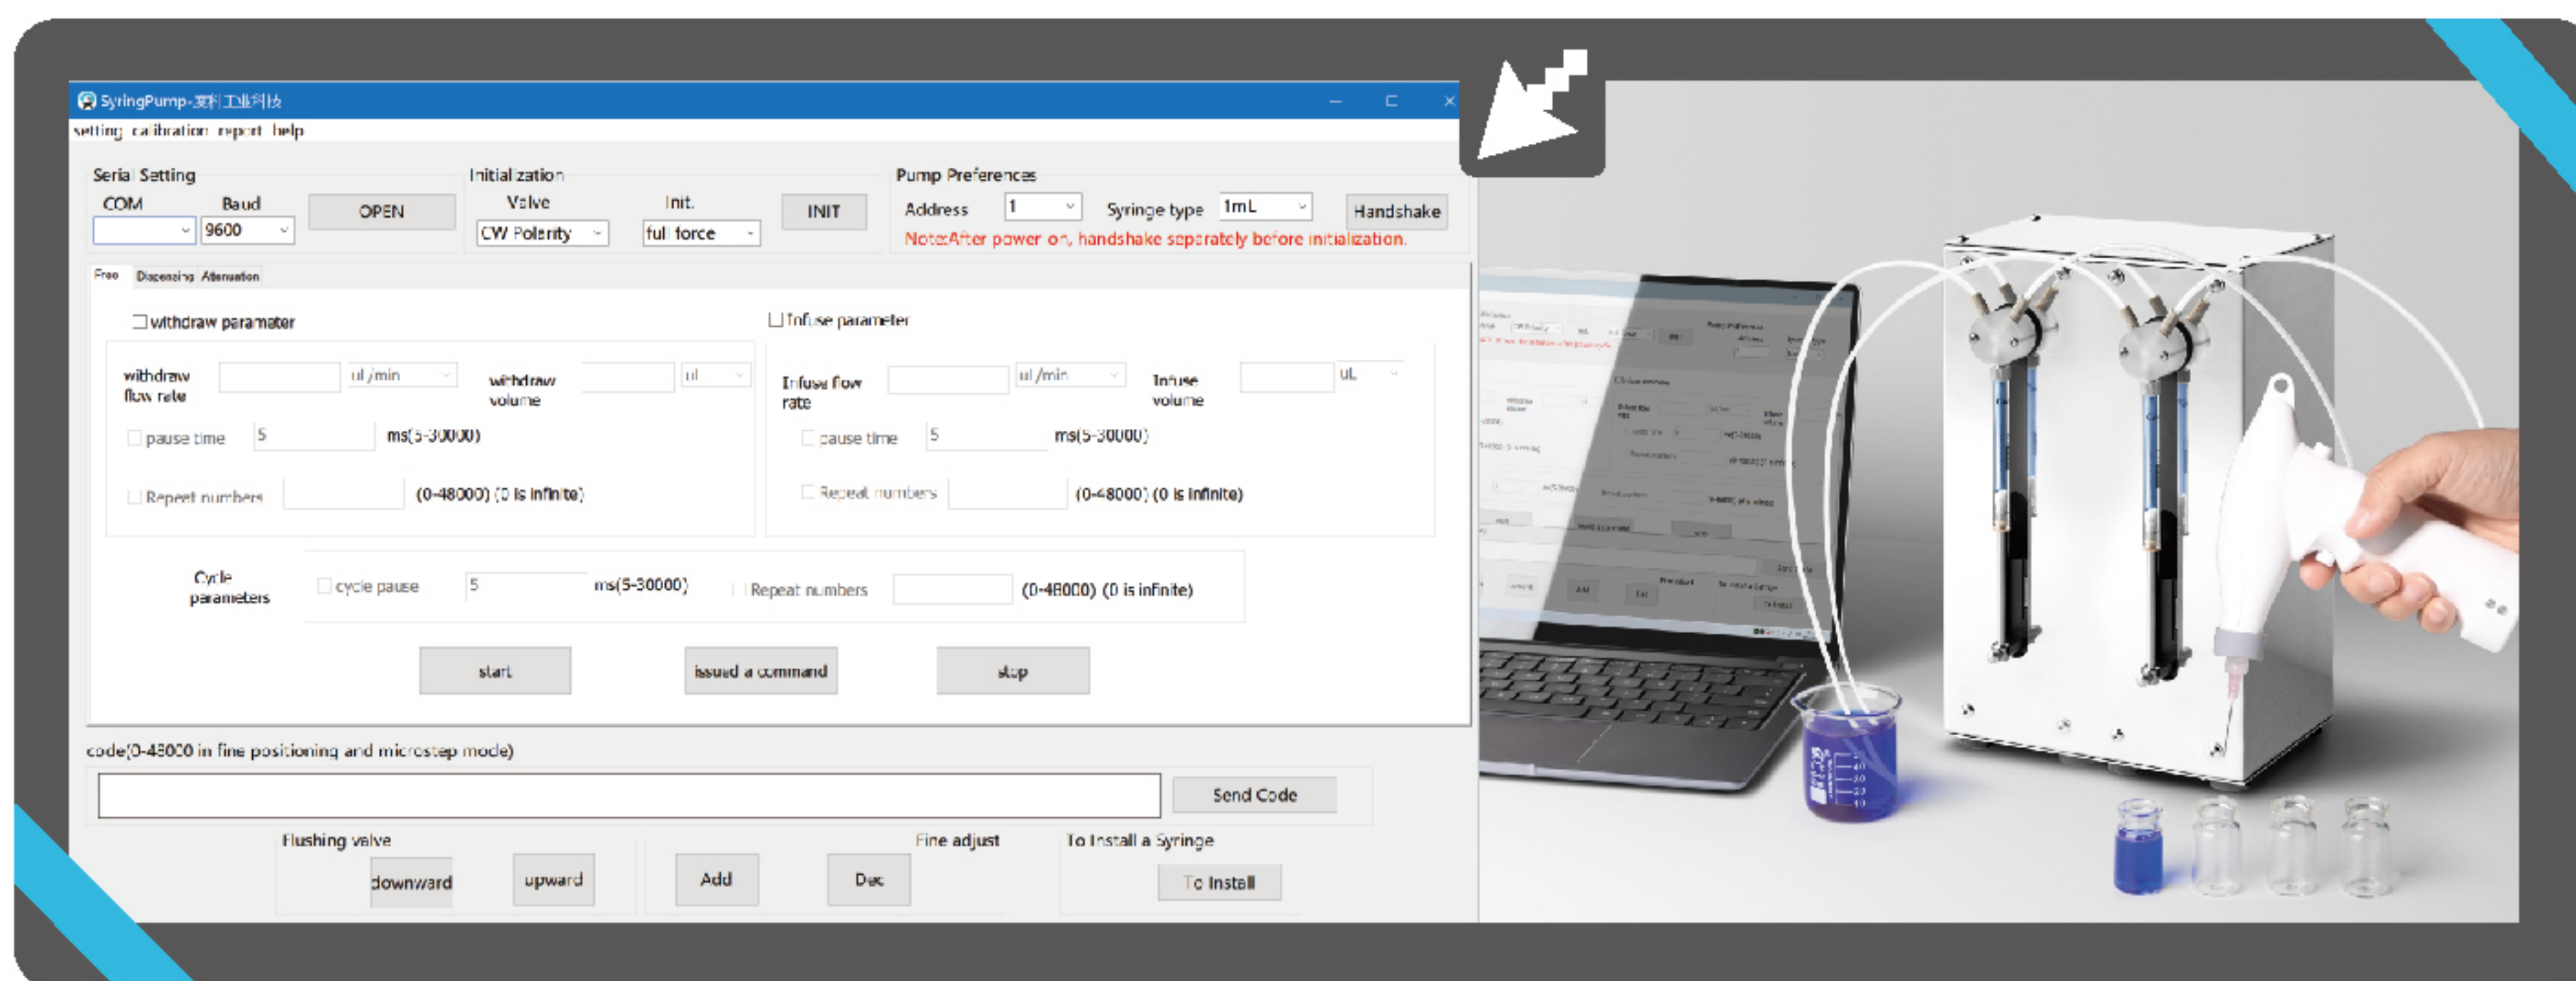 SyringPump-度科工业科技
setting calibration report help
Serial Setting
COM
Baud
9600
OPEN
Initialization
Valve
CW Polarity
Init.
full force
INIT
Pump Preferences
Address
1
Syringe type
1mL
Handshake
Note:After power on, handshake separately before initialization.
Free
Dispensing
Attenuation
withdraw parameter
withdraw
flow rate
ul/min
withdraw
volume
ul
pause time
5
ms(5-30000)
Repeat numbers
(0-48000) (0 is infinite)
Infuse parameter
Infuse flow
rate
ul/min
Infuse
volume
uL
pause time
5
ms(5-30000)
Repeat numbers
(0-48000) (0 is infinite)
Cycle
parameters
cycle pause
5
ms(5-30000)
Repeat numbers
(0-48000) (0 is infinite)
start
issued a command
stop
code(0-48000 in fine positioning and microstep mode)
Send Code
Flushing valve
downward
upward
Fine adjust
Add
Dec
To Install a Syringe
To Install